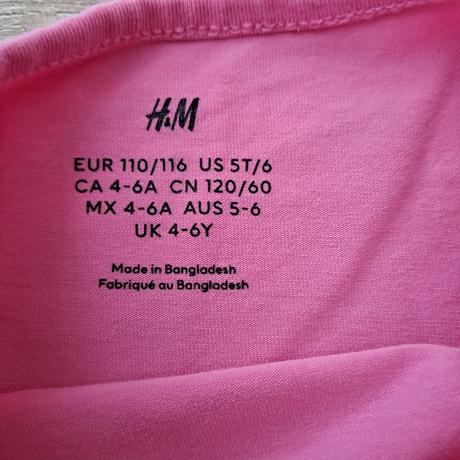 H&M
EUR 110/116 US 5T/6
CA 4-6A CN 120/60
MX 4-6A AUS 5-6
UK 4-6Y
Made in Bangladesh
Fabriqué au Bangladesh